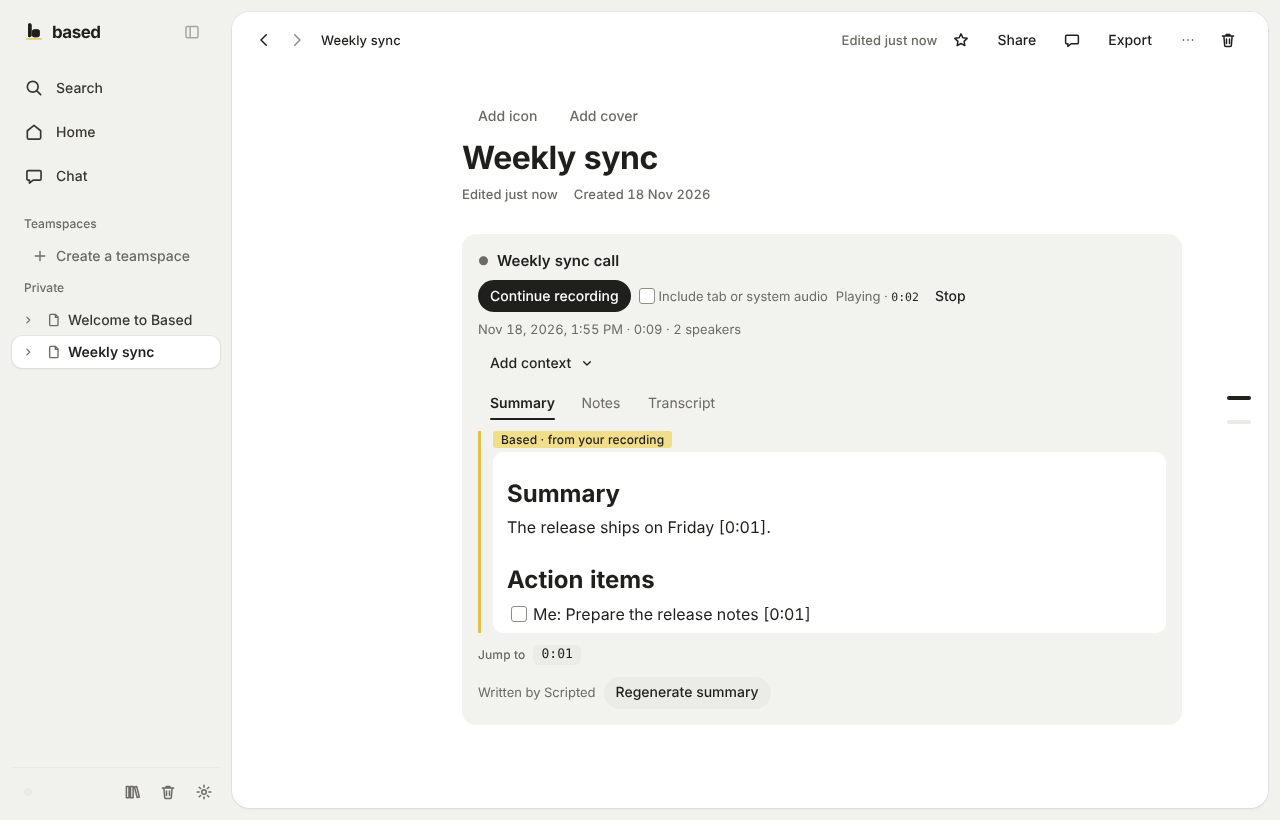 based
Search
Home
Chat
Teamspaces
Create a teamspace
Private
Welcome to Based
Weekly sync
Weekly sync
Edited just now
Share
Export
Add icon
Add cover
Weekly sync
Edited just now
Created 18 Nov 2026
Weekly sync call
Continue recording
Include tab or system audio
Playing · 0:02
Stop
Nov 18, 2026, 1:55 PM · 0:09 · 2 speakers
Add context
Summary
Notes
Transcript
Based · from your recording
Summary
The release ships on Friday [0:01].
Action items
Me: Prepare the release notes [0:01]
Jump to 0:01
Written by Scripted
Regenerate summary